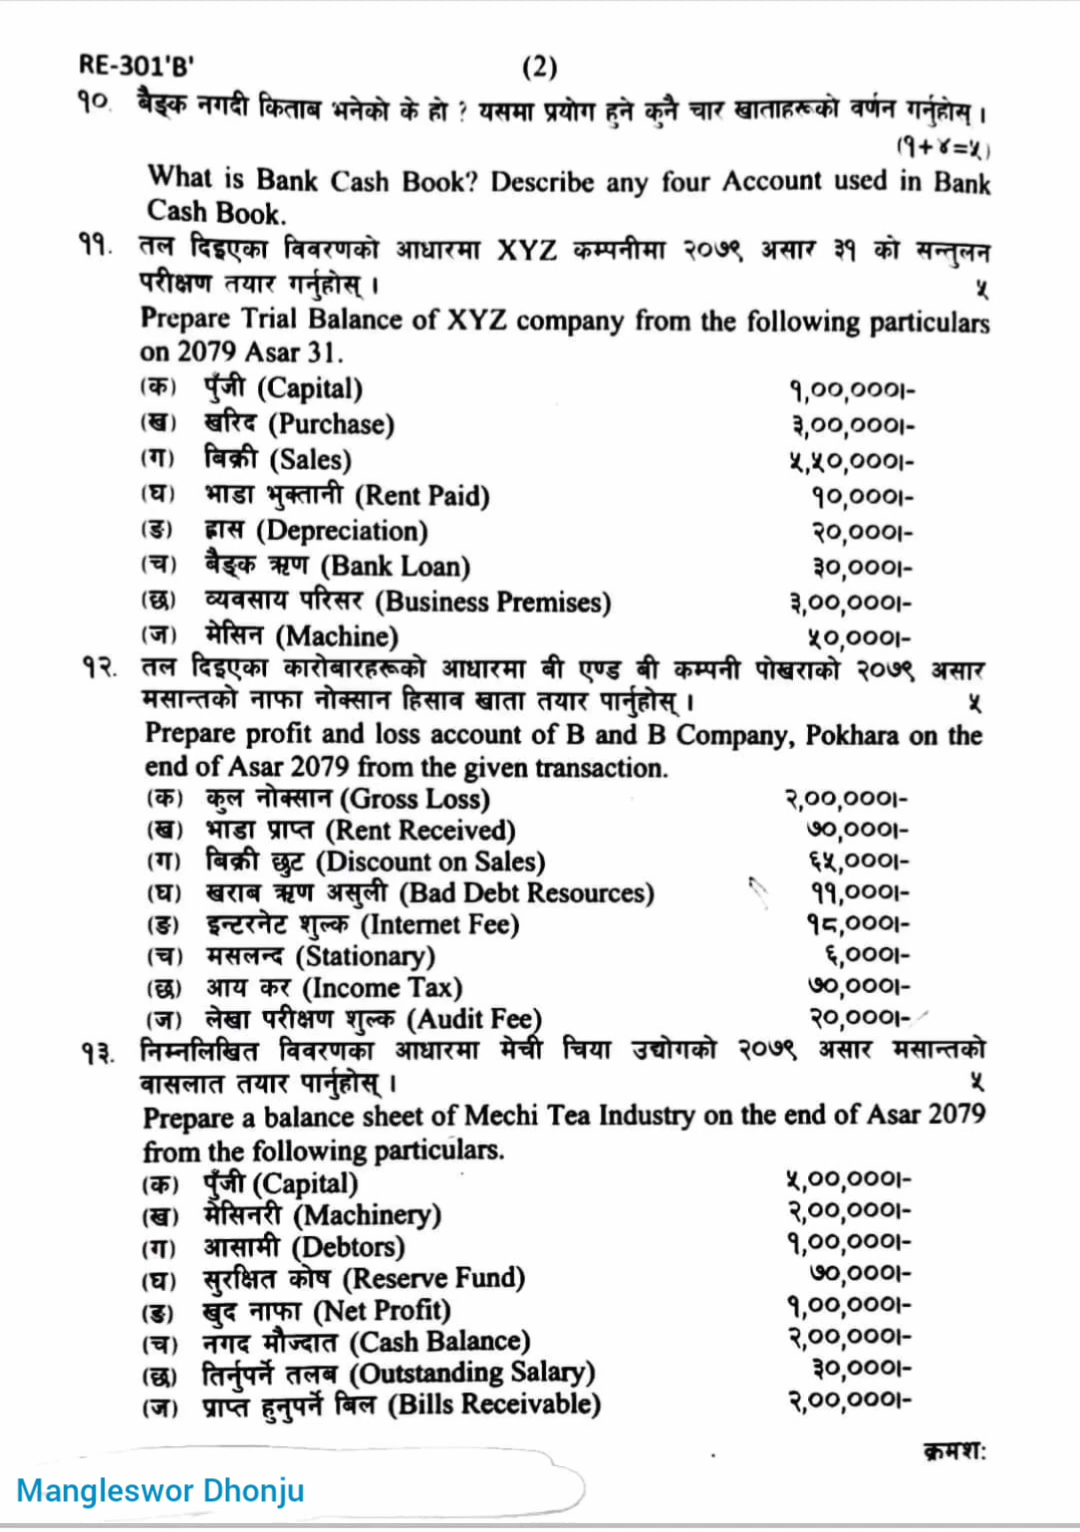 RE-301'B'
(2)
१०. बैङ्क नगदी किताब भनेको के हो ? यसमा प्रयोग हुने कुनै चार खाताहरूको वर्णन गर्नुहोस् ।
(१+४=५)
What is Bank Cash Book? Describe any four Account used in Bank
Cash Book.
११. तल दिइएका विवरणको आधारमा XYZ कम्पनीमा २०७९ असार ३१ को सन्तुलन
परीक्षण तयार गर्नुहोस् । ५
Prepare Trial Balance of XYZ company from the following particulars
on 2079 Asar 31.
(क) पुँजी (Capital) १,००,०००।-
(ख) खरिद (Purchase) ३,००,०००।-
(ग) बिक्री (Sales) ५,५०,०००।-
(घ) भाडा भुक्तानी (Rent Paid) १०,०००।-
(ङ) ह्रास (Depreciation) २०,०००।-
(च) बैङ्क ऋण (Bank Loan) ३०,०००।-
(छ) व्यवसाय परिसर (Business Premises) ३,००,०००।-
(ज) मेसिन (Machine) ५०,०००।-
१२. तल दिइएका कारोबारहरूको आधारमा बी एण्ड बी कम्पनी पोखराको २०७९ असार
मसान्तको नाफा नोक्सान हिसाव खाता तयार पार्नुहोस् । ५
Prepare profit and loss account of B and B Company, Pokhara on the
end of Asar 2079 from the given transaction.
(क) कुल नोक्सान (Gross Loss) २,००,०००।-
(ख) भाडा प्राप्त (Rent Received) ७०,०००।-
(ग) बिक्री छुट (Discount on Sales) ६५,०००।-
(घ) खराब ऋण असुली (Bad Debt Resources) ११,०००।-
(ङ) इन्टरनेट शुल्क (Internet Fee) १८,०००।-
(च) मसलन्द (Stationary) ६,०००।-
(छ) आय कर (Income Tax) ७०,०००।-
(ज) लेखा परीक्षण शुल्क (Audit Fee) २०,०००।-
१३. निम्नलिखित विवरणका आधारमा मेची चिया उद्योगको २०७९ असार मसान्तको
वासलात तयार पार्नुहोस् । ५
Prepare a balance sheet of Mechi Tea Industry on the end of Asar 2079
from the following particulars.
(क) पुँजी (Capital) ५,००,०००।-
(ख) मेसिनरी (Machinery) २,००,०००।-
(ग) आसामी (Debtors) १,००,०००।-
(घ) सुरक्षित कोष (Reserve Fund) ७०,०००।-
(ङ) खुद नाफा (Net Profit) १,००,०००।-
(च) नगद मौज्दात (Cash Balance) २,००,०००।-
(छ) तिर्नुपर्ने तलब (Outstanding Salary) ३०,०००।-
(ज) प्राप्त हुनुपर्ने बिल (Bills Receivable) २,००,०००।-
क्रमशः
Mangleswor Dhonju